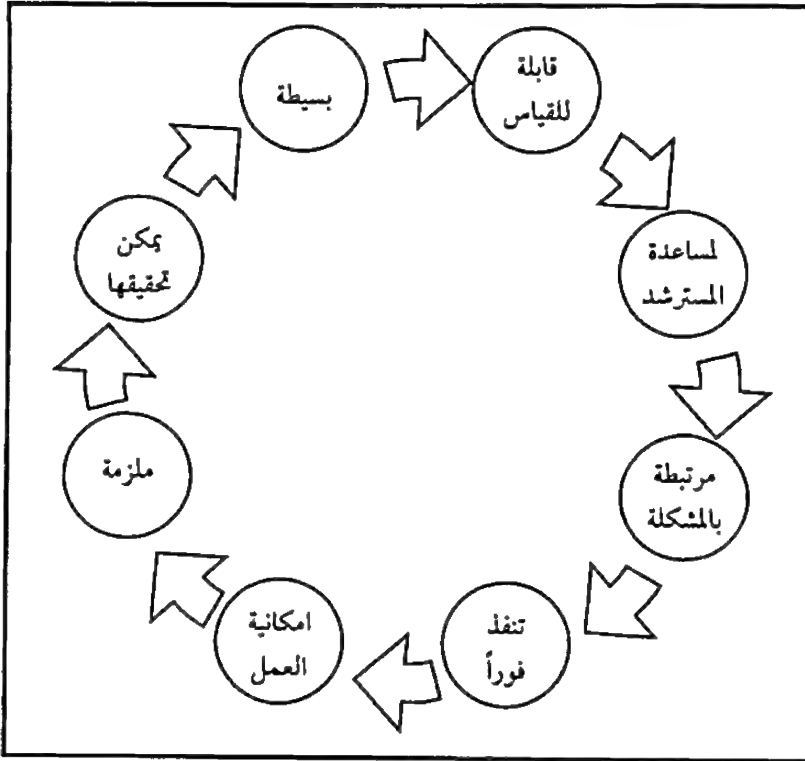 بسيطة
قابلة
للقياس
لمساعدة
المسترشد
مرتبطة
بالمشكلة
تنفذ
فوراً
امكانية
العمل
ملزمة
يمكن
تحقيقها